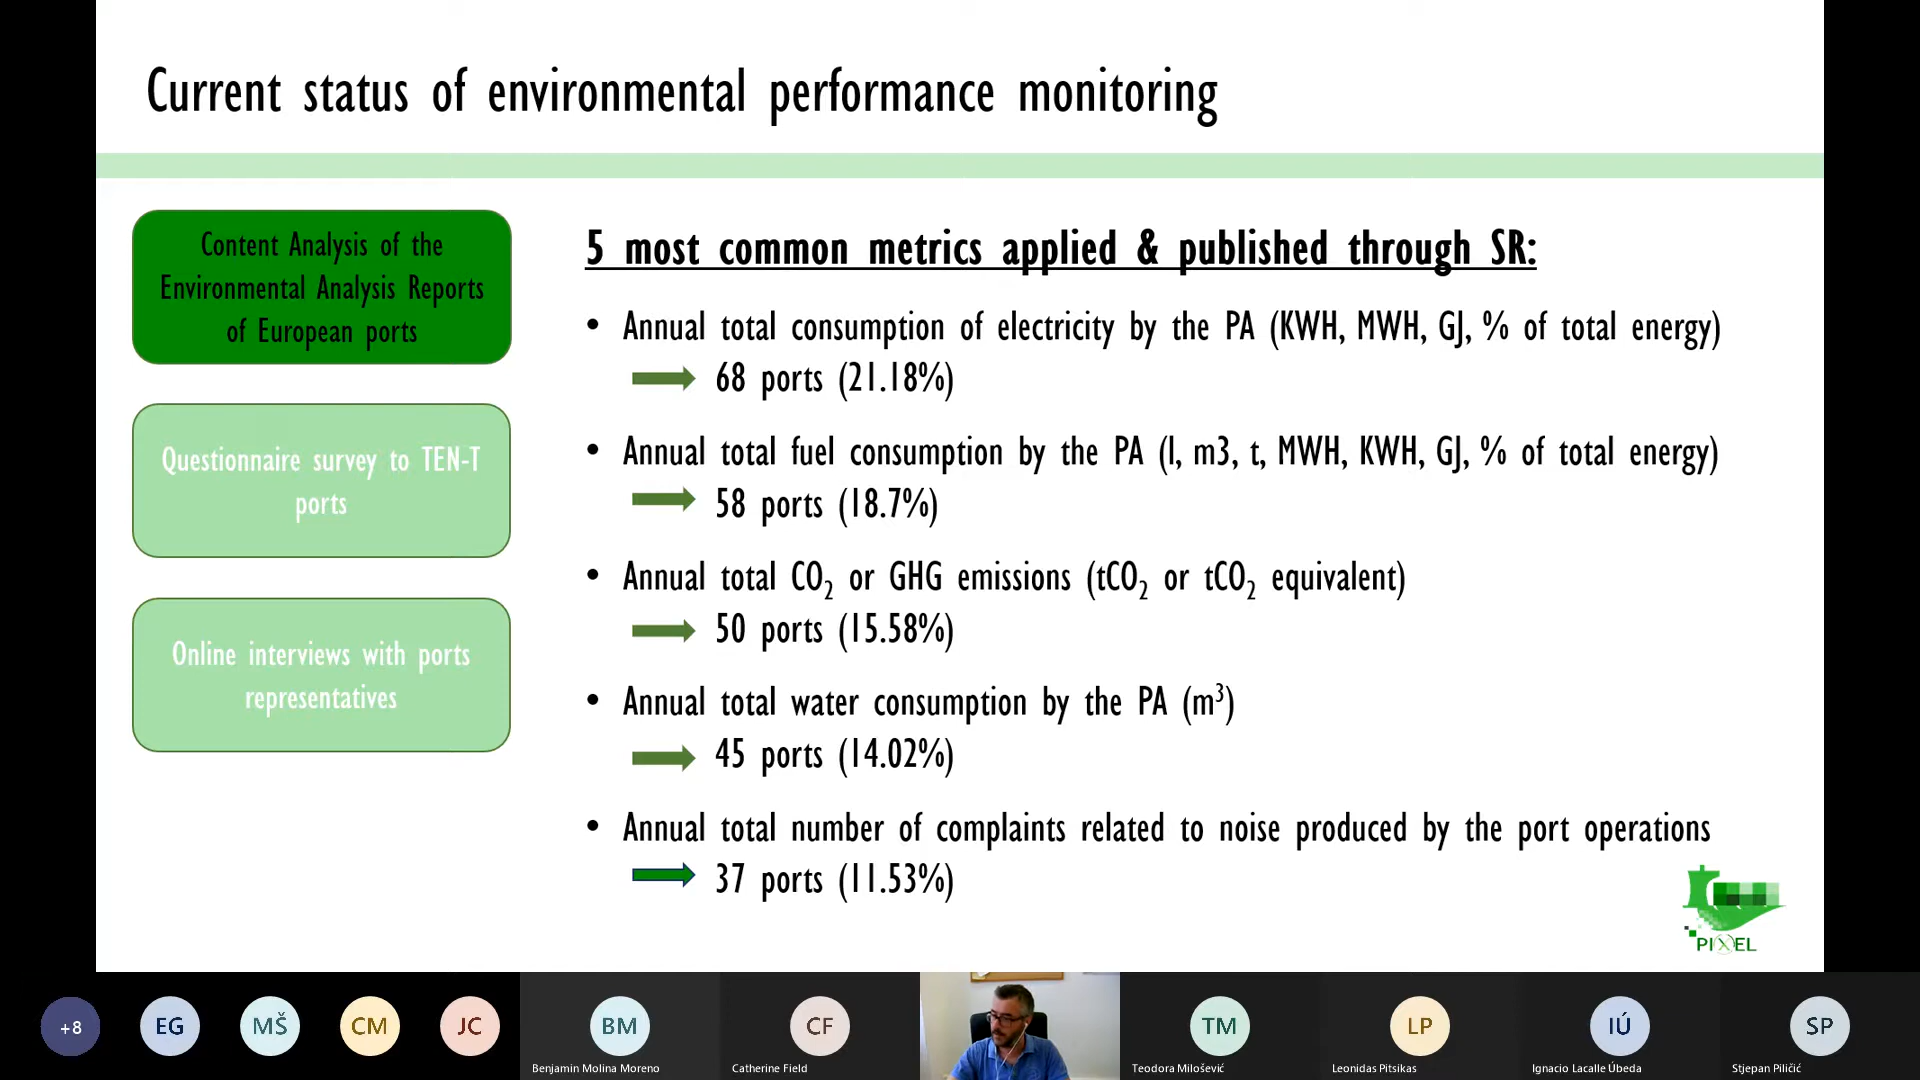 Current status of environmental performance monitoring
Content Analysis of the
Environmental Analysis Reports
of European ports
Questionnaire survey to TEN-T
ports
Online interviews with ports
representatives
5 most common metrics applied & published through SR:
• Annual total consumption of electricity by the PA (KWH, MWH, GJ, % of total energy)
68 ports (21.18%)
• Annual total fuel consumption by the PA (l, m3, t, MWH, KWH, GJ, % of total energy)
58 ports (18.7%)
• Annual total CO₂ or GHG emissions (tCO₂ or tCO₂ equivalent)
50 ports (15.58%)
• Annual total water consumption by the PA (m³)
45 ports (14.02%)
• Annual total number of complaints related to noise produced by the port operations
37 ports (11.53%)
PIXEL
+8
EG
MŠ
CM
JC
BM
Benjamin Molina Moreno
CF
Catherine Field
TM
Teodora Milošević
LP
Leonidas Pitsikas
IÚ
Ignacio Lacalle Úbeda
SP
Stjepan Piličić